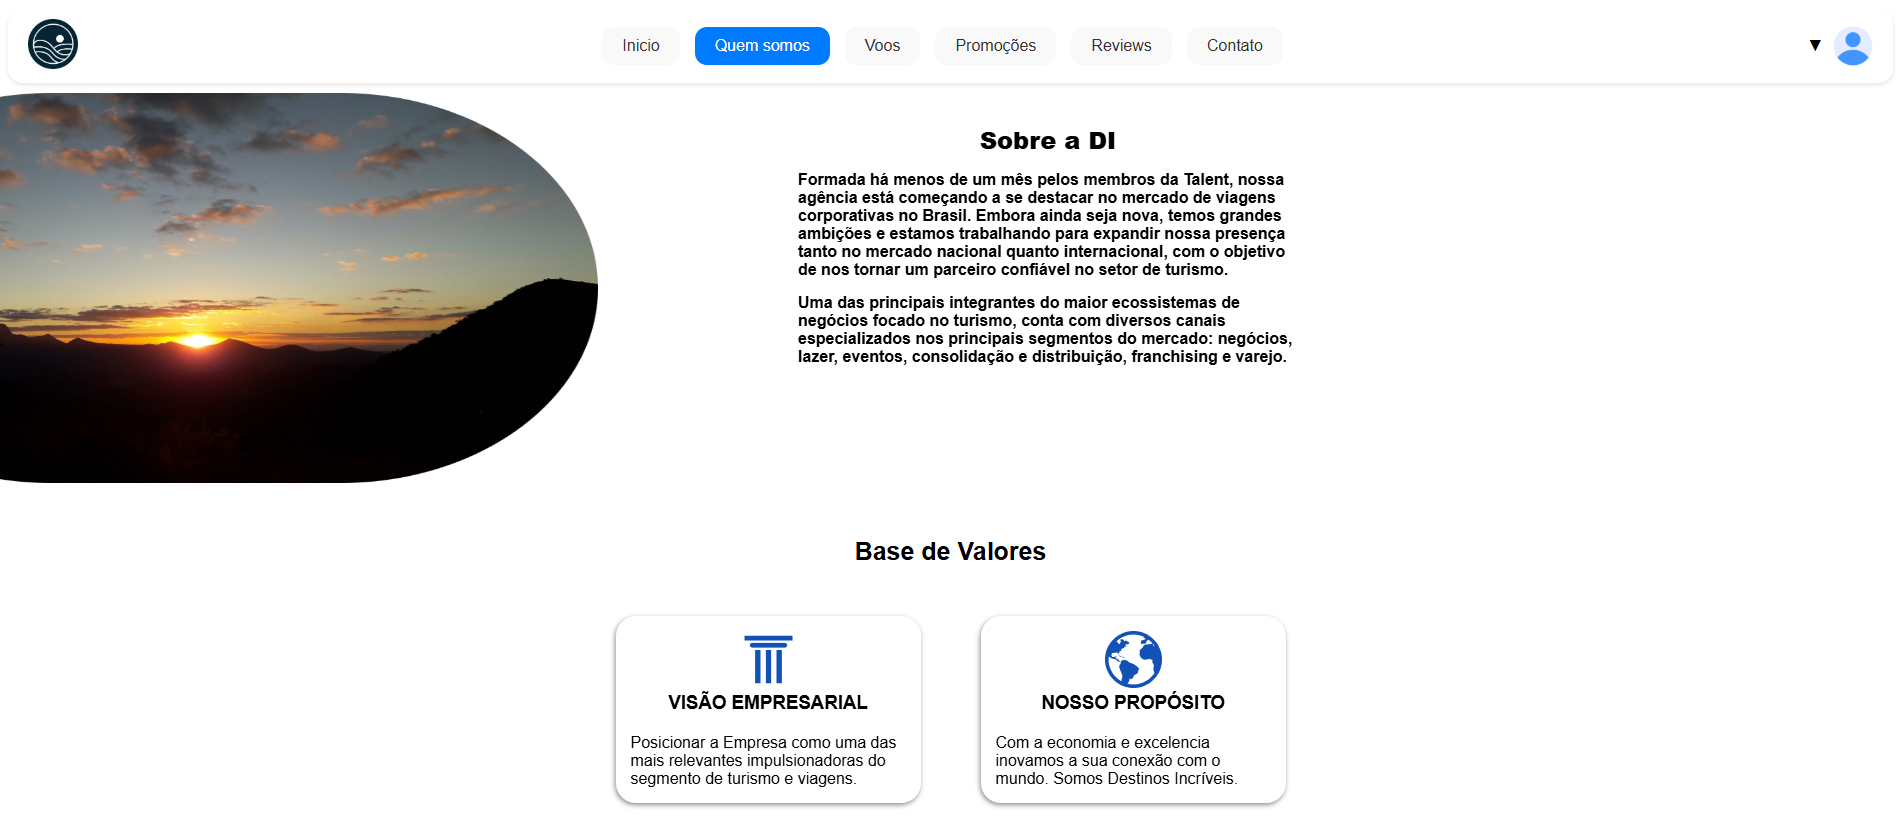 Inicio
Quem somos
Voos
Promoções
Reviews
Contato
▼
Sobre a DI
Formada há menos de um mês pelos membros da Talent, nossa
agência está começando a se destacar no mercado de viagens
corporativas no Brasil. Embora ainda seja nova, temos grandes
ambições e estamos trabalhando para expandir nossa presença
tanto no mercado nacional quanto internacional, com o objetivo
de nos tornar um parceiro confiável no setor de turismo.
Uma das principais integrantes do maior ecossistemas de
negócios focado no turismo, conta com diversos canais
especializados nos principais segmentos do mercado: negócios,
lazer, eventos, consolidação e distribuição, franchising e varejo.
Base de Valores
VISÃO EMPRESARIAL
Posicionar a Empresa como uma das
mais relevantes impulsionadoras do
segmento de turismo e viagens.
NOSSO PROPÓSITO
Com a economia e excelencia
inovamos a sua conexão com o
mundo. Somos Destinos Incríveis.